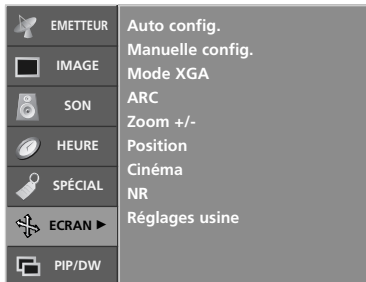 EMETTEUR
IMAGE
SON
HEURE
SPÉCIAL
ECRAN ►
PIP/DW
Auto config.
Manuelle config.
Mode XGA
ARC
Zoom +/-
Position
Cinéma
NR
Réglages usine